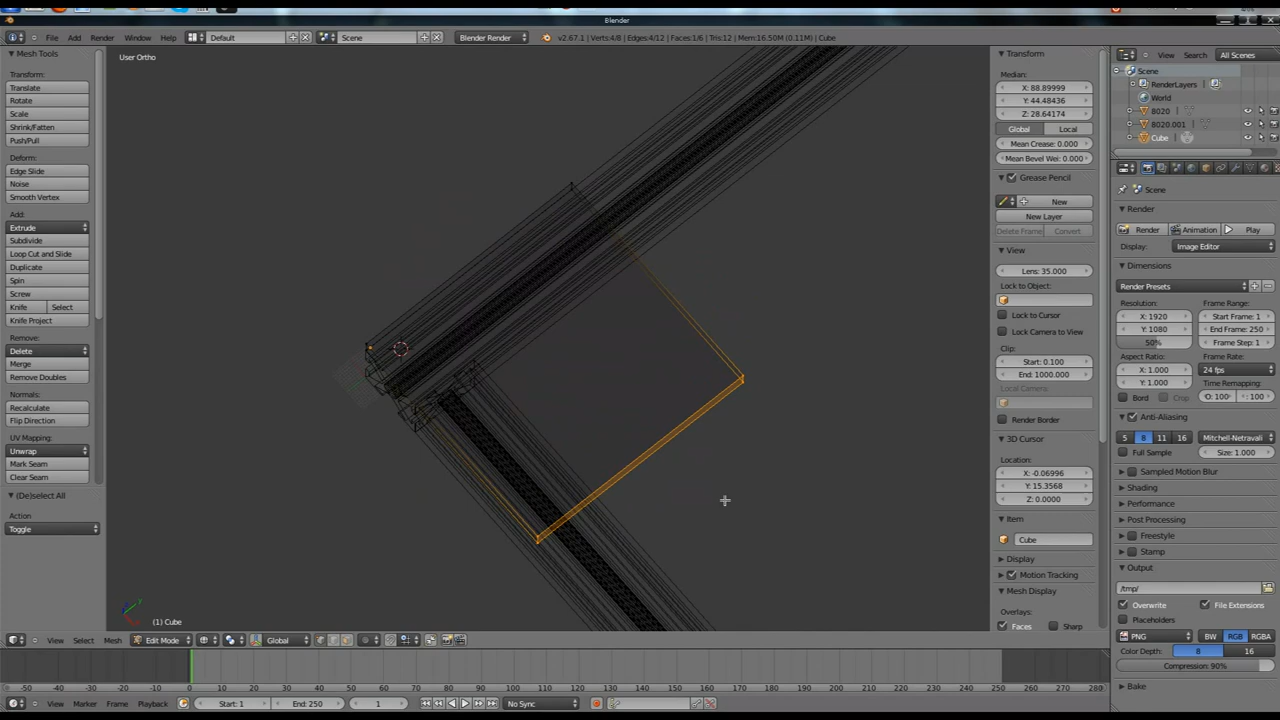 Blender
File Add Render Window Help Default Scene Blender Render v2.67.1 | Verts:4/8 | Edges:4/12 | Faces:1/6 | Tris:12 | Mem:16.50M (0.11M) | Cube
Mesh Tools
Transform:
Translate
Rotate
Scale
Shrink/Fatten
Push/Pull
Deform:
Edge Slide
Noise
Smooth Vertex
Add:
Extrude
Subdivide
Loop Cut and Slide
Duplicate
Spin
Screw
Knife Select
Knife Project
Remove:
Delete
Merge
Remove Doubles
Normals:
Recalculate
Flip Direction
UV Mapping:
Unwrap
Mark Seam
Clear Seam
(De)select All
Action
Toggle
User Ortho
(1) Cube
View Select Mesh Edit Mode Global
Transform
Median:
X: 88.89999
Y: 44.48436
Z: 28.64174
Global Local
Mean Crease: 0.000
Mean Bevel Wei: 0.000
Grease Pencil
New
New Layer
Delete Frame Convert
View
Lens: 35.000
Lock to Object:
Lock to Cursor
Lock Camera to View
Clip:
Start: 0.100
End: 1000.000
Local Camera:
Render Border
3D Cursor
Location:
X: -0.06996
Y: 15.3568
Z: 0.0000
Item
Cube
Display
Motion Tracking
Mesh Display
Overlays:
Faces Sharp
View Search All Scenes
Scene
RenderLayers
World
8020
8020.001
Cube
Scene
Render
Render Animation Play
Display: Image Editor
Dimensions
Render Presets
Resolution: Frame Range:
X: 1920 Start Frame: 1
Y: 1080 End Frame: 250
50% Frame Step: 1
Aspect Ratio: Frame Rate:
X: 1.000 24 fps
Y: 1.000 Time Remapping:
Bord Crop :O: 100 :100
Anti-Aliasing
5 8 11 16 Mitchell-Netravali
Full Sample Size: 1.000
Sampled Motion Blur
Shading
Performance
Post Processing
Freestyle
Stamp
Output
/tmp/
Overwrite File Extensions
Placeholders
PNG BW RGB RGBA
Color Depth: 8 16
Compression: 90%
Bake
-50 -40 -30 -20 -10 0 10 20 30 40 50 60 70 80 90 100 110 120 130 140 150 160 170 180 190 200 210 220 230 240 250 260 270 280
View Marker Frame Playback Start: 1 End: 250 1 No Sync